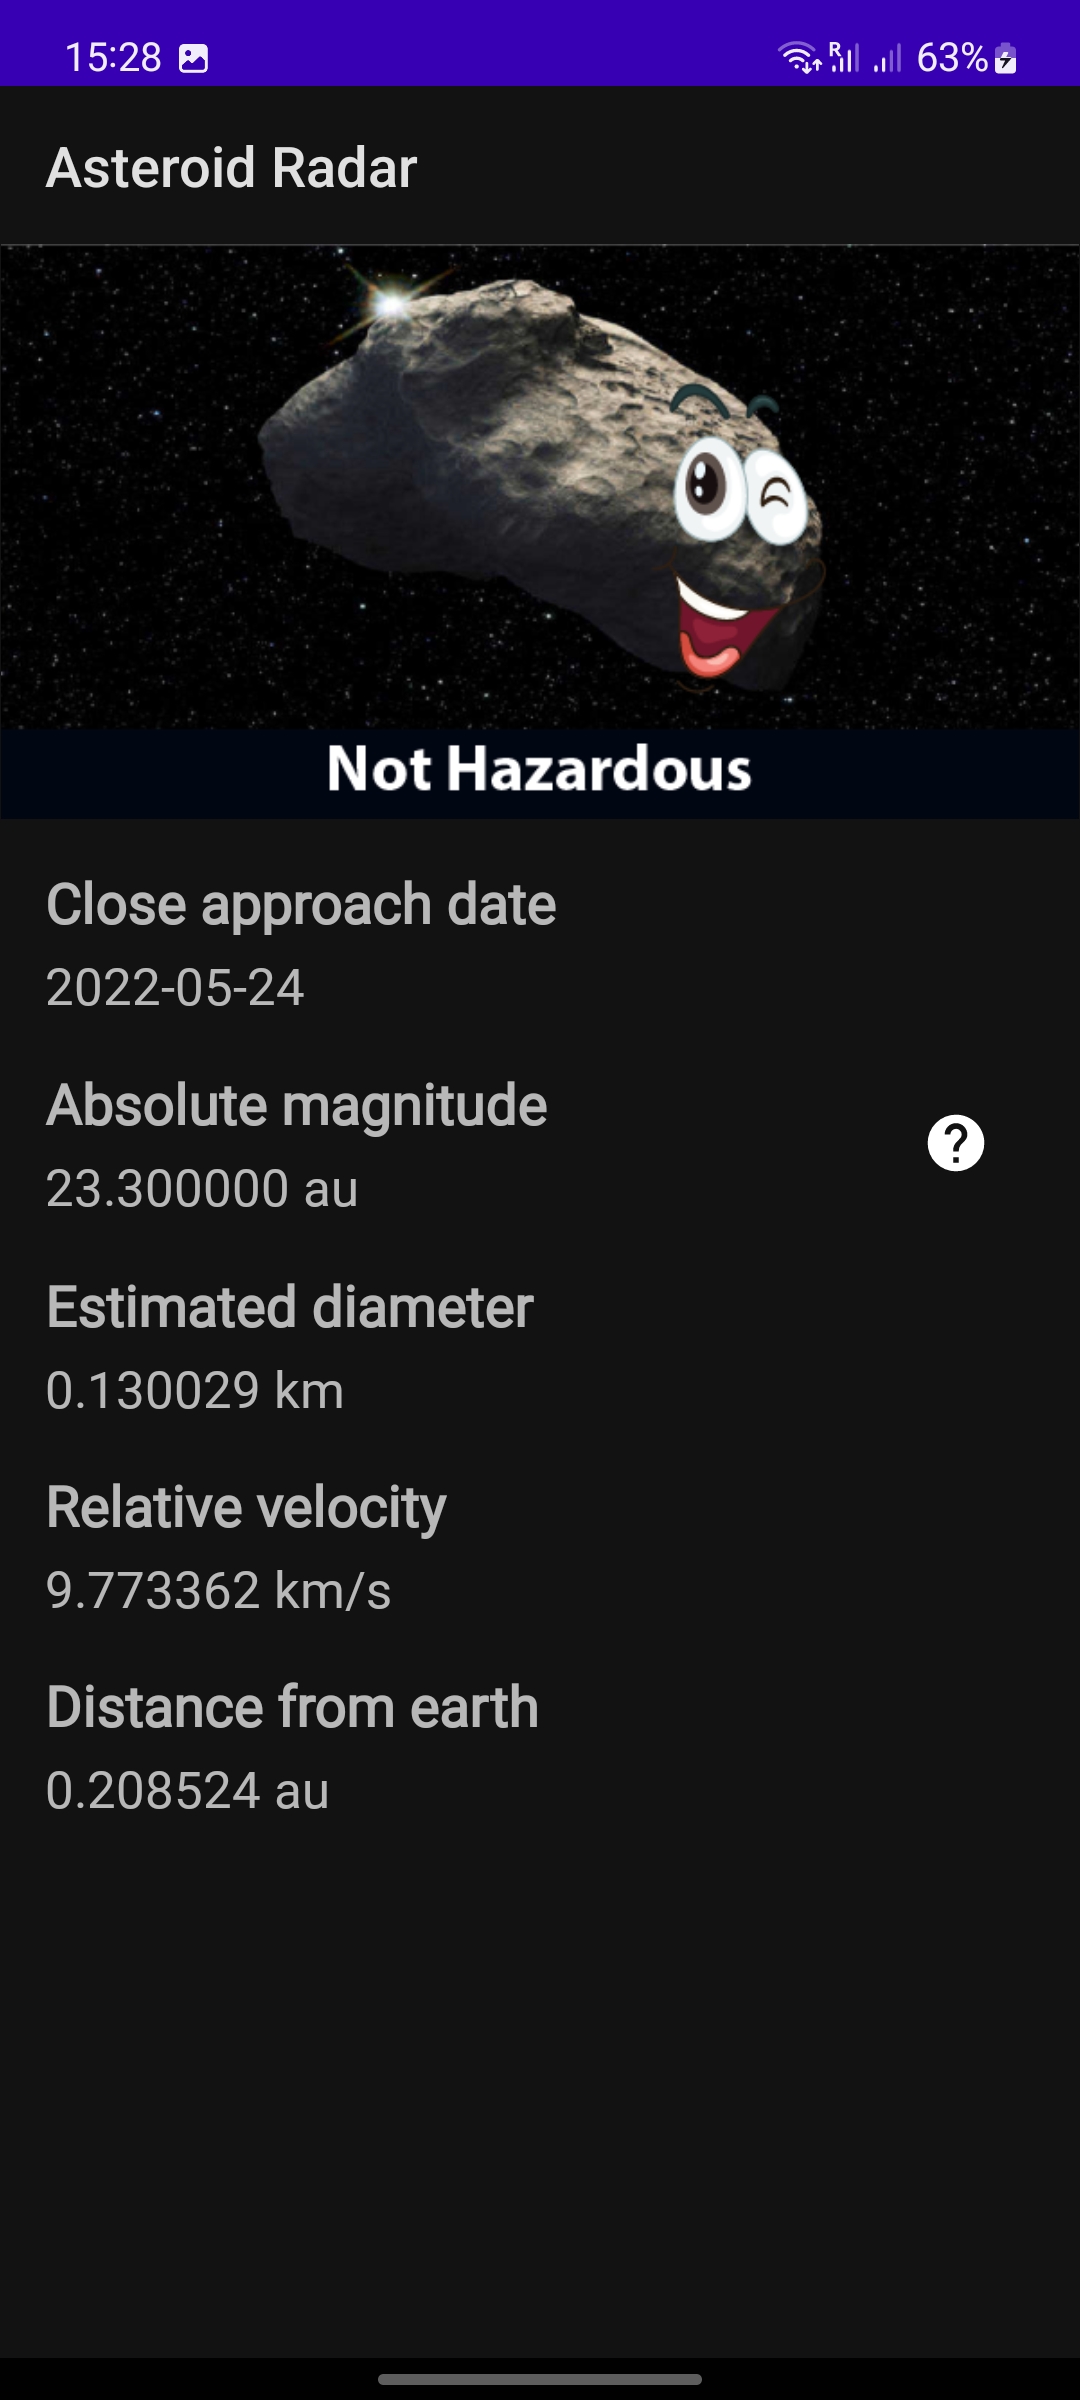 15:28 R 63%
Asteroid Radar
Not Hazardous
Close approach date
2022-05-24
Absolute magnitude
23.300000 au
?
Estimated diameter
0.130029 km
Relative velocity
9.773362 km/s
Distance from earth
0.208524 au